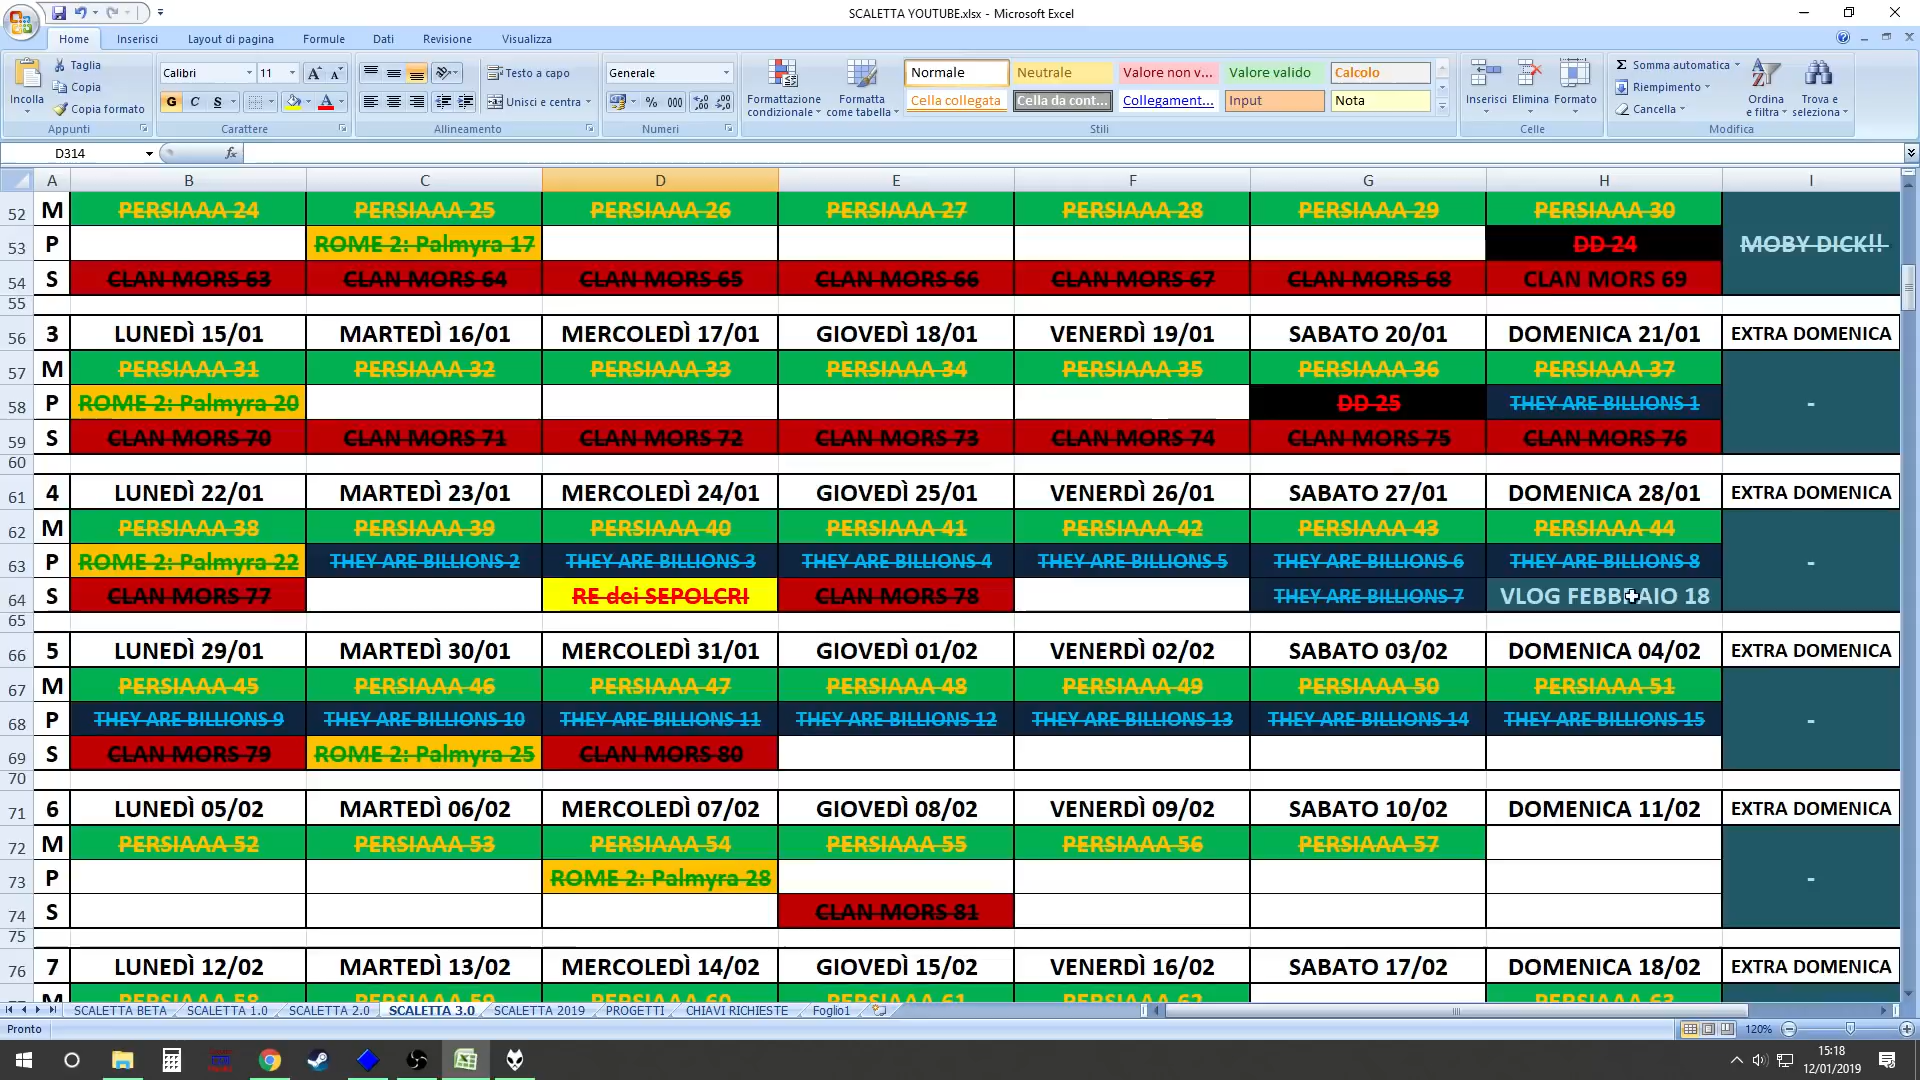 SCALETTA YOUTUBE.xlsx - Microsoft Excel
Home Inserisci Layout di pagina Formule Dati Revisione Visualizza
Incolla Taglia Copia Copia formato Appunti
Calibri 11 G C S Carattere
Testo a capo Unisci e centra Allineamento
Generale % 000 Numeri
Formattazione condizionale Formatta come tabella
Normale Neutrale Valore non v... Valore valido Calcolo
Cella collegata Cella da cont... Collegament... Input Nota
Stili
Inserisci Elimina Formato Celle
Somma automatica Riempimento Cancella Ordina e filtra Trova e seleziona Modifica
D314 fx
A B C D E F G H I
52 M PERSIAAA 24 PERSIAAA 25 PERSIAAA 26 PERSIAAA 27 PERSIAAA 28 PERSIAAA 29 PERSIAAA 30
53 P ROME 2: Palmyra 17 DD 24 MOBY DICK!!
54 S CLAN MORS 63 CLAN MORS 64 CLAN MORS 65 CLAN MORS 66 CLAN MORS 67 CLAN MORS 68 CLAN MORS 69
55
56 3 LUNEDÌ 15/01 MARTEDÌ 16/01 MERCOLEDÌ 17/01 GIOVEDÌ 18/01 VENERDÌ 19/01 SABATO 20/01 DOMENICA 21/01 EXTRA DOMENICA
57 M PERSIAAA 31 PERSIAAA 32 PERSIAAA 33 PERSIAAA 34 PERSIAAA 35 PERSIAAA 36 PERSIAAA 37
58 P ROME 2: Palmyra 20 DD 25 THEY ARE BILLIONS 1 -
59 S CLAN MORS 70 CLAN MORS 71 CLAN MORS 72 CLAN MORS 73 CLAN MORS 74 CLAN MORS 75 CLAN MORS 76
60
61 4 LUNEDÌ 22/01 MARTEDÌ 23/01 MERCOLEDÌ 24/01 GIOVEDÌ 25/01 VENERDÌ 26/01 SABATO 27/01 DOMENICA 28/01 EXTRA DOMENICA
62 M PERSIAAA 38 PERSIAAA 39 PERSIAAA 40 PERSIAAA 41 PERSIAAA 42 PERSIAAA 43 PERSIAAA 44
63 P ROME 2: Palmyra 22 THEY ARE BILLIONS 2 THEY ARE BILLIONS 3 THEY ARE BILLIONS 4 THEY ARE BILLIONS 5 THEY ARE BILLIONS 6 THEY ARE BILLIONS 8 -
64 S CLAN MORS 77 RE dei SEPOLCRI CLAN MORS 78 THEY ARE BILLIONS 7 VLOG FEBBRAIO 18
65
66 5 LUNEDÌ 29/01 MARTEDÌ 30/01 MERCOLEDÌ 31/01 GIOVEDÌ 01/02 VENERDÌ 02/02 SABATO 03/02 DOMENICA 04/02 EXTRA DOMENICA
67 M PERSIAAA 45 PERSIAAA 46 PERSIAAA 47 PERSIAAA 48 PERSIAAA 49 PERSIAAA 50 PERSIAAA 51
68 P THEY ARE BILLIONS 9 THEY ARE BILLIONS 10 THEY ARE BILLIONS 11 THEY ARE BILLIONS 12 THEY ARE BILLIONS 13 THEY ARE BILLIONS 14 THEY ARE BILLIONS 15 -
69 S CLAN MORS 79 ROME 2: Palmyra 25 CLAN MORS 80
70
71 6 LUNEDÌ 05/02 MARTEDÌ 06/02 MERCOLEDÌ 07/02 GIOVEDÌ 08/02 VENERDÌ 09/02 SABATO 10/02 DOMENICA 11/02 EXTRA DOMENICA
72 M PERSIAAA 52 PERSIAAA 53 PERSIAAA 54 PERSIAAA 55 PERSIAAA 56 PERSIAAA 57
73 P ROME 2: Palmyra 28 -
74 S CLAN MORS 81
75
76 7 LUNEDÌ 12/02 MARTEDÌ 13/02 MERCOLEDÌ 14/02 GIOVEDÌ 15/02 VENERDÌ 16/02 SABATO 17/02 DOMENICA 18/02 EXTRA DOMENICA
M PERSIAAA 58 PERSIAAA 59 PERSIAAA 60 PERSIAAA 61 PERSIAAA 62 PERSIAAA 63
SCALETTA BETA SCALETTA 1.0 SCALETTA 2.0 SCALETTA 3.0 SCALETTA 2019 PROGETTI CHIAVI RICHIESTE Foglio1
Pronto 120%
15:18
12/01/2019